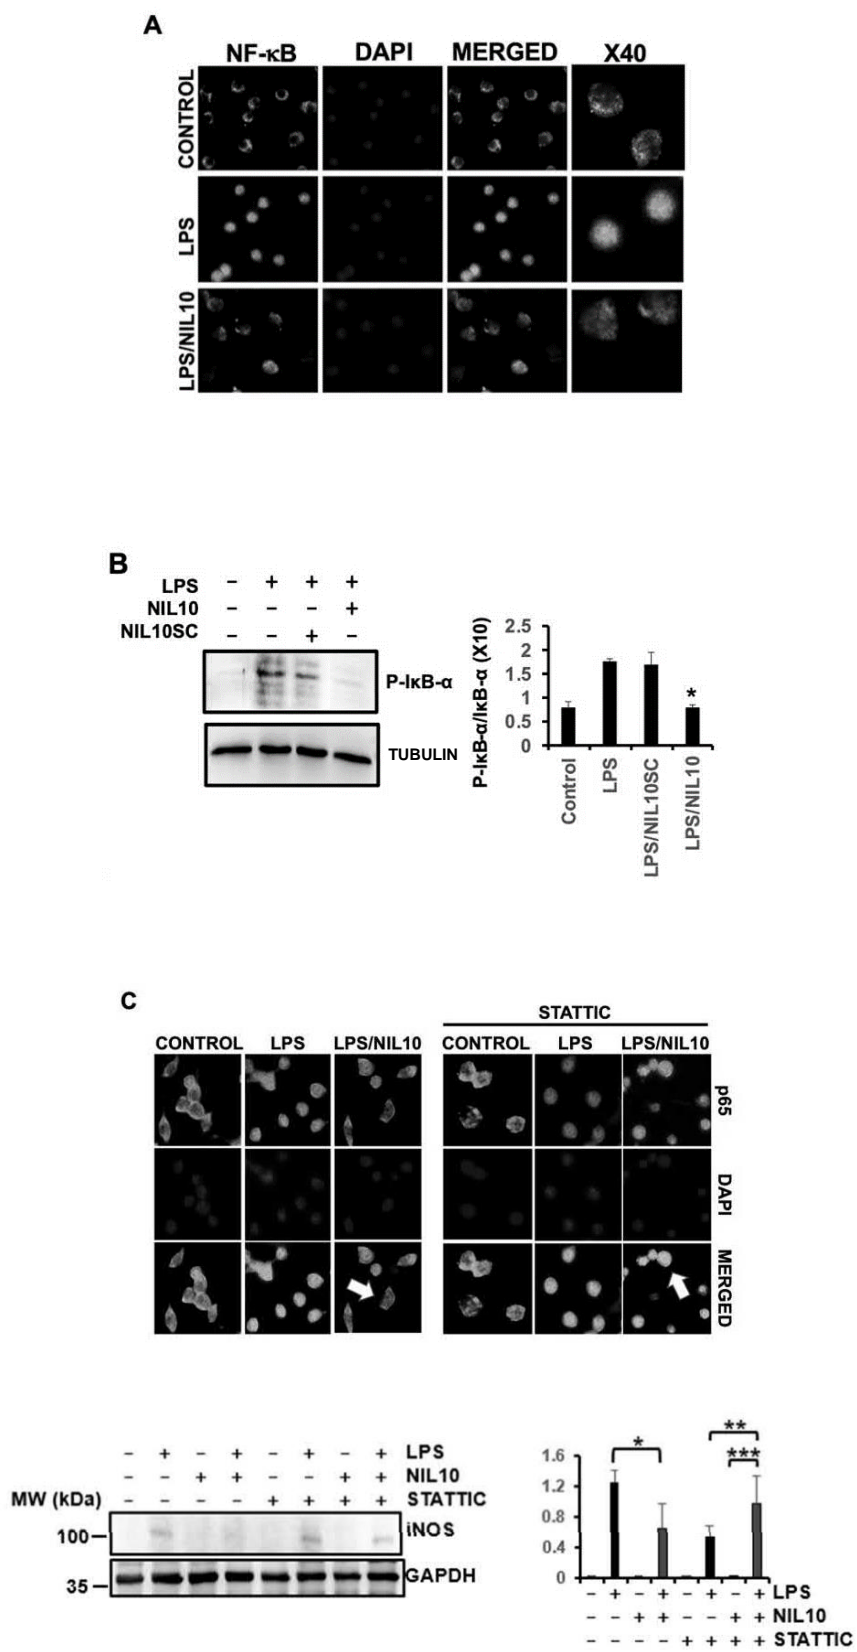 A
NF-κB DAPI MERGED X40
CONTROL
LPS
LPS/NIL10
B
LPS – + + +
NIL10 – – – +
NIL10SC – – + –
P-IκB-α
TUBULIN
P-IκB-α/IκB-α (X10)
2.5
2
1.5
1
0.5
0
*
Control
LPS
LPS/NIL10SC
LPS/NIL10
C
STATTIC
CONTROL LPS LPS/NIL10 CONTROL LPS LPS/NIL10
p65
DAPI
MERGED
– + – + – + – + LPS
– – + + – – + + NIL10
MW (kDa) – – – – + + + + STATTIC
100 iNOS
35 GAPDH
**
* ***
1.6
1.2
0.8
0.4
0
– + – + – + – + LPS
– – + + – – + + NIL10
– – – – + + + + STATTIC